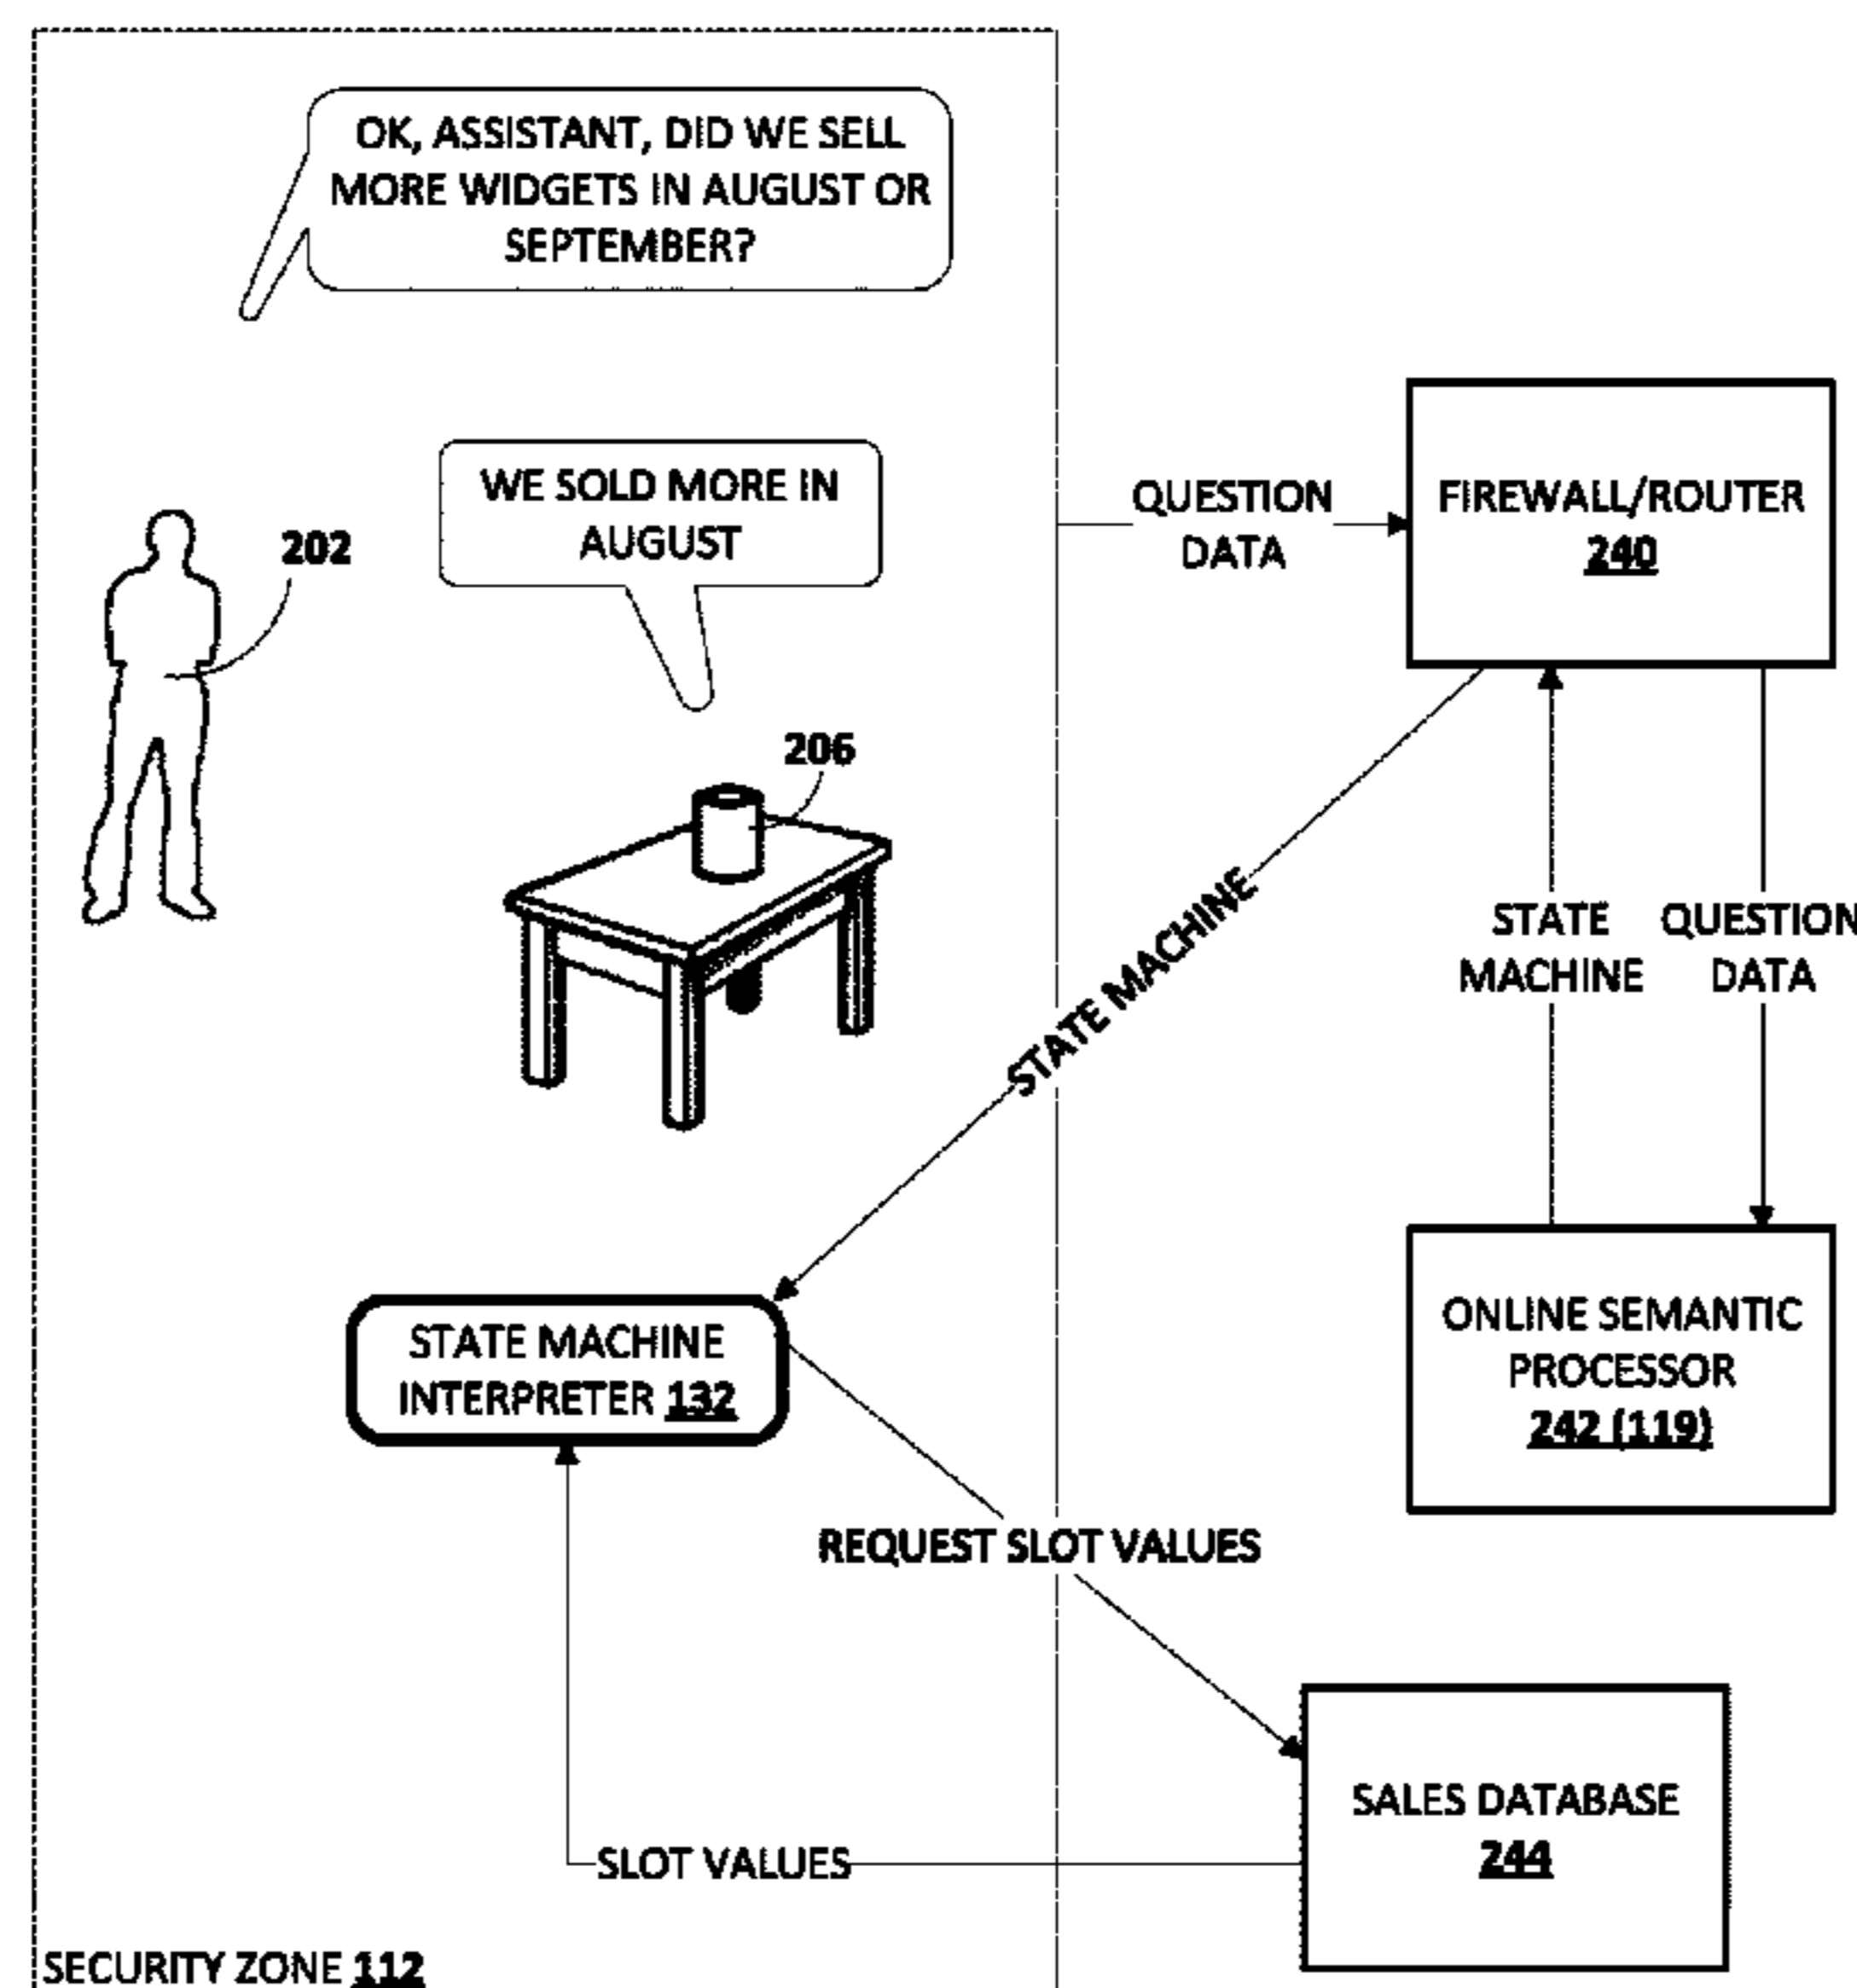 OK, ASSISTANT, DID WE SELL
MORE WIDGETS IN AUGUST OR
SEPTEMBER?
WE SOLD MORE IN
AUGUST
202
206
QUESTION
DATA
FIREWALL/ROUTER
240
STATE MACHINE
STATE
MACHINE
QUESTION
DATA
ONLINE SEMANTIC
PROCESSOR
242 (119)
STATE MACHINE
INTERPRETER 132
REQUEST SLOT VALUES
SALES DATABASE
244
SLOT VALUES
SECURITY ZONE 112